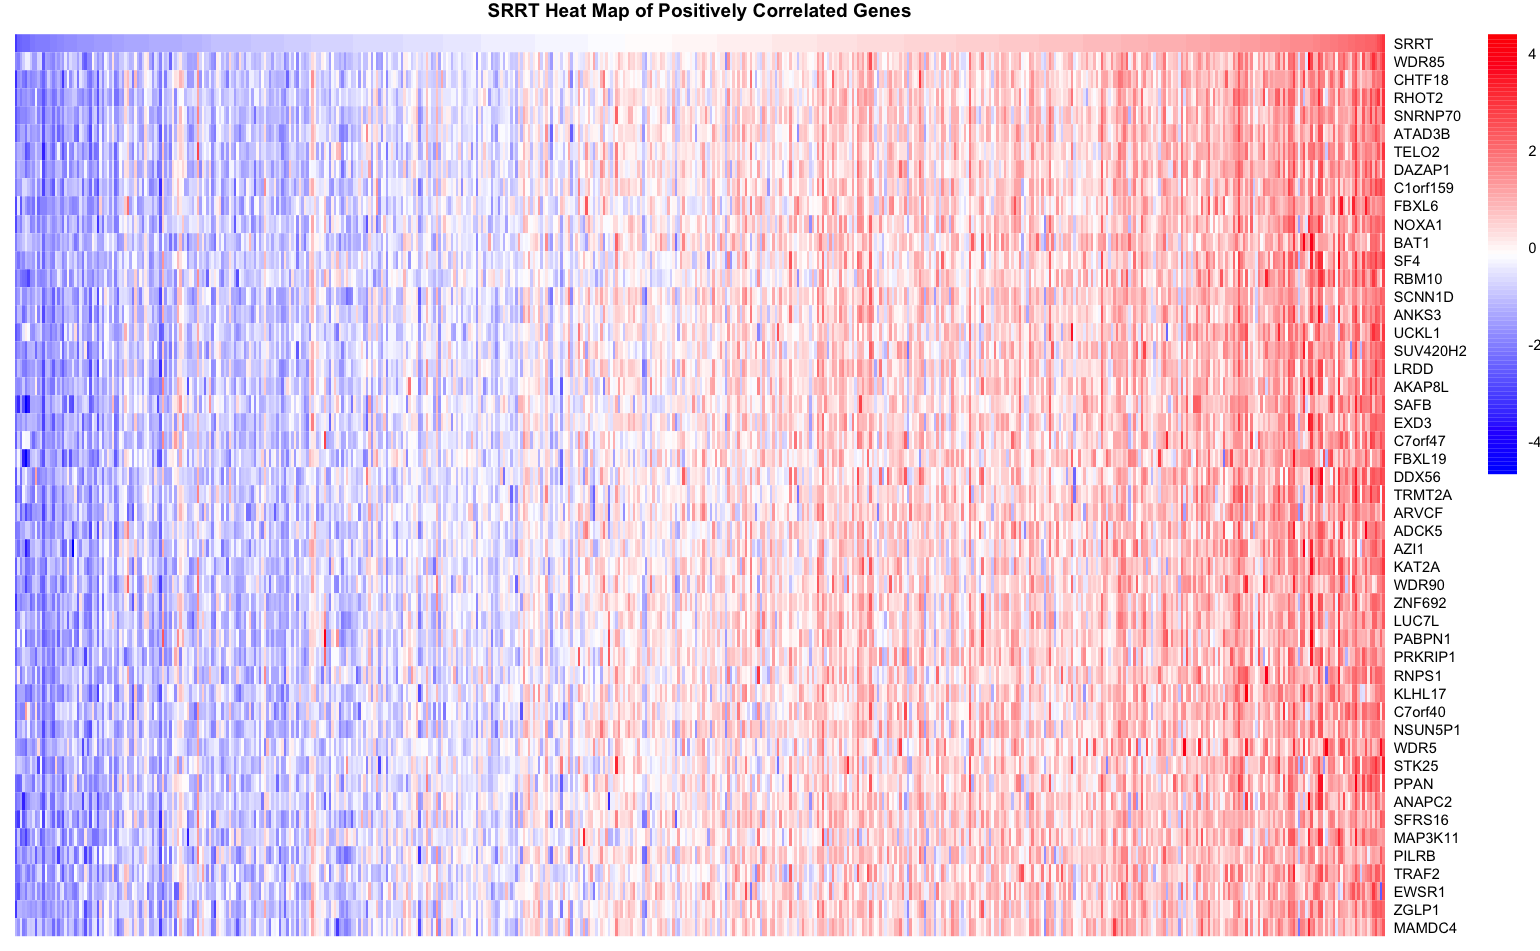 SRRT Heat Map of Positively Correlated Genes
SRRT
WDR85
CHTF18
RHOT2
SNRNP70
ATAD3B
TELO2
DAZAP1
C1orf159
FBXL6
NOXA1
BAT1
SF4
RBM10
SCNN1D
ANKS3
UCKL1
SUV420H2
LRDD
AKAP8L
SAFB
EXD3
C7orf47
FBXL19
DDX56
TRMT2A
ARVCF
ADCK5
AZI1
KAT2A
WDR90
ZNF692
LUC7L
PABPN1
PRKRIP1
RNPS1
KLHL17
C7orf40
NSUN5P1
WDR5
STK25
PPAN
ANAPC2
SFRS16
MAP3K11
PILRB
TRAF2
EWSR1
ZGLP1
MAMDC4
4
2
0
-2
-4